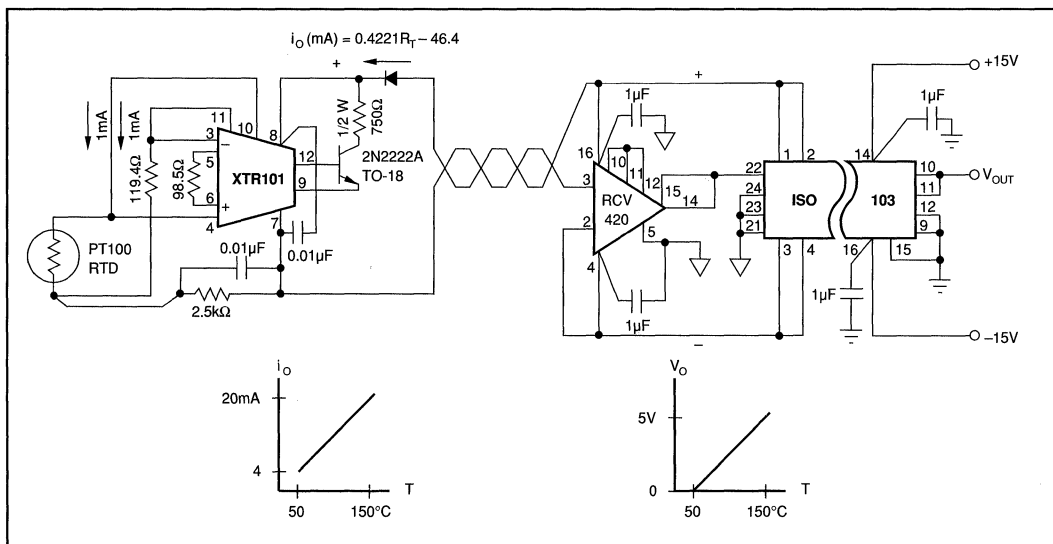 i_O (mA) = 0.4221R_T – 46.4
+
1mA
1mA
11
10
8
3
–
5
6
+
4
XTR101
12
9
7
119.4Ω
98.5Ω
1/2 W
750Ω
2N2222A
TO-18
PT100
RTD
0.01µF
0.01µF
2.5kΩ
+
1µF
16
10
11
12
15
14
3
2
RCV
420
5
4
1µF
–
1
2
22
24
23
21
ISO
3
4
14
103
10
11
12
9
16
15
1µF
1µF
+15V
V_OUT
–15V
i_O
20mA
4
50
150°C
T
V_O
5V
0
50
150°C
T